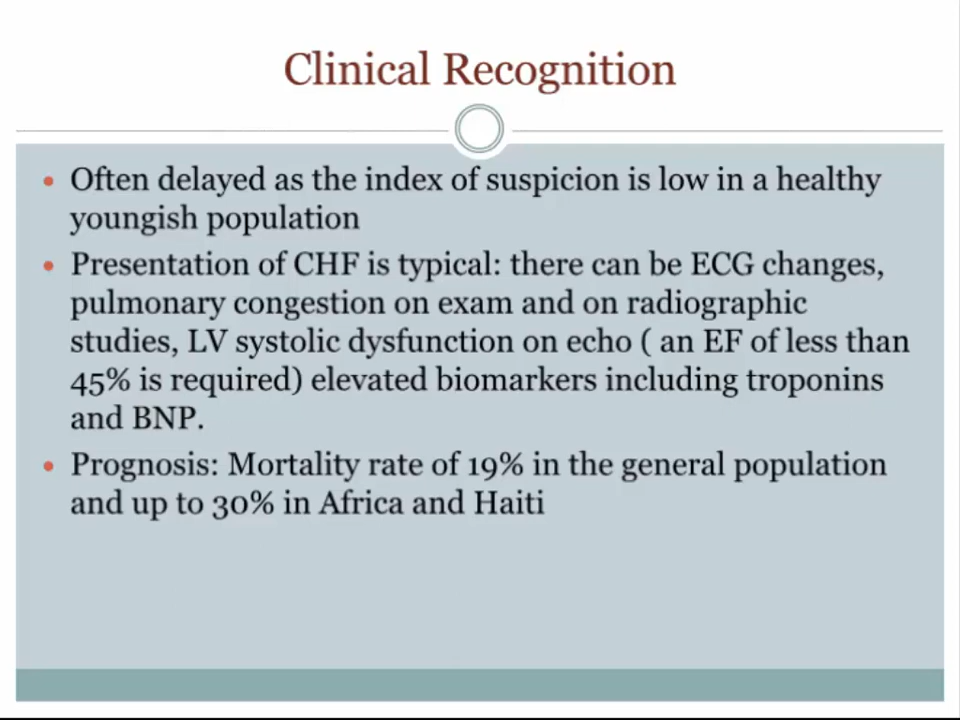 Clinical Recognition
• Often delayed as the index of suspicion is low in a healthy
youngish population
• Presentation of CHF is typical: there can be ECG changes,
pulmonary congestion on exam and on radiographic
studies, LV systolic dysfunction on echo ( an EF of less than
45% is required) elevated biomarkers including troponins
and BNP.
• Prognosis: Mortality rate of 19% in the general population
and up to 30% in Africa and Haiti